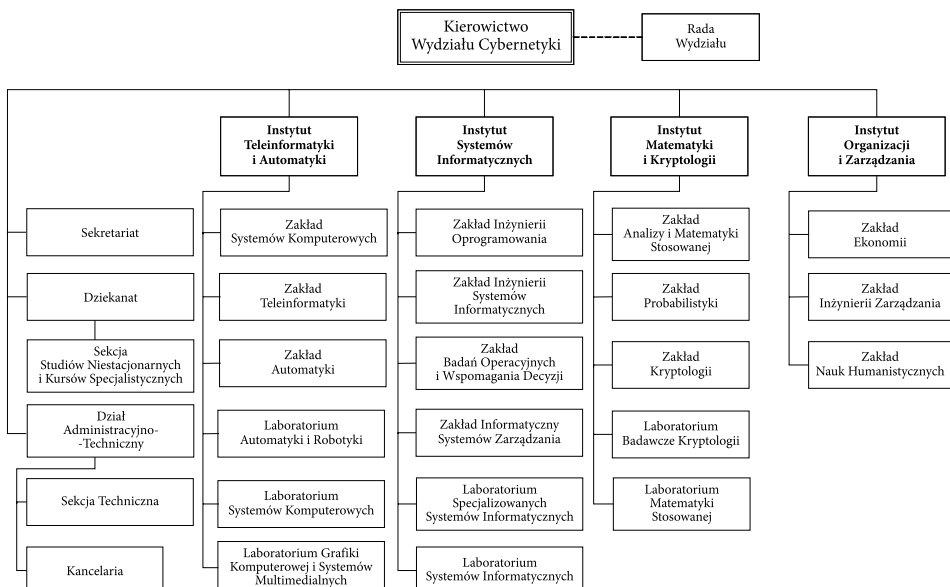 Kierowictwo
Wydziału Cybernetyki
Rada
Wydziału
Instytut
Teleinformatyki
i Automatyki
Instytut
Systemów
Informatycznych
Instytut
Matematyki
i Kryptologii
Instytut
Organizacji
i Zarządzania
Sekretariat
Dziekanat
Sekcja
Studiów Niestacjonarnych
i Kursów Specjalistycznych
Dział
Administracyjno-
-Techniczny
Sekcja Techniczna
Kancelaria
Zakład
Systemów Komputerowych
Zakład
Teleinformatyki
Zakład
Automatyki
Laboratorium
Automatyki i Robotyki
Laboratorium
Systemów Komputerowych
Laboratorium Grafiki
Komputerowej i Systemów
Multimedialnych
Zakład Inżynierii
Oprogramowania
Zakład Inżynierii
Systemów
Informatycznych
Zakład
Badań Operacyjnych
i Wspomagania Decyzji
Zakład Informatyczny
Systemów Zarządzania
Laboratorium
Specjalizowanych
Systemów Informatycznych
Laboratorium
Systemów Informatycznych
Zakład
Analizy i Matematyki
Stosowanej
Zakład
Probabilistyki
Zakład
Kryptologii
Laboratorium
Badawcze Kryptologii
Laboratorium
Matematyki
Stosowanej
Zakład
Ekonomii
Zakład
Inżynierii Zarządzania
Zakład
Nauk Humanistycznych